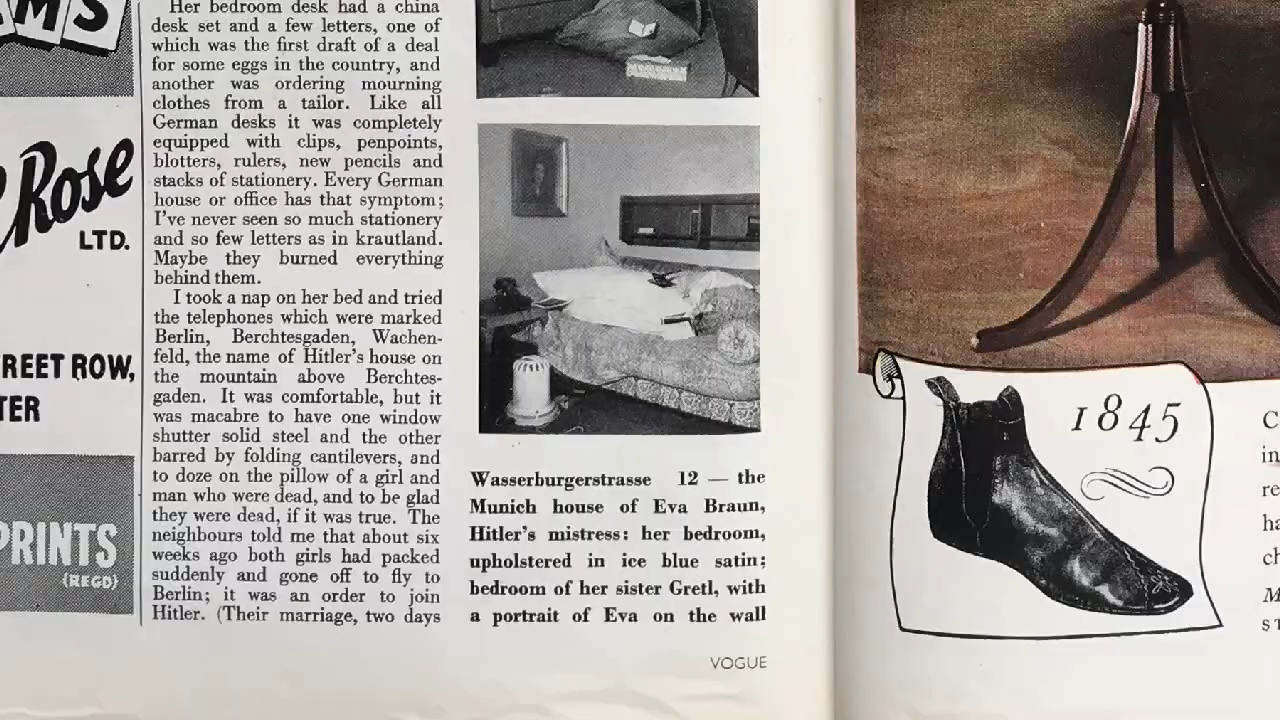 MS
Rose
LTD.
REET ROW,
TER
PRINTS
(REGD)
Her bedroom desk had a china
desk set and a few letters, one of
which was the first draft of a deal
for some eggs in the country, and
another was ordering mourning
clothes from a tailor. Like all
German desks it was completely
equipped with clips, penpoints,
blotters, rulers, new pencils and
stacks of stationery. Every German
house or office has that symptom;
I've never seen so much stationery
and so few letters as in krautland.
Maybe they burned everything
behind them.
I took a nap on her bed and tried
the telephones which were marked
Berlin, Berchtesgaden, Wachen-
feld, the name of Hitler's house on
the mountain above Berchtes-
gaden. It was comfortable, but it
was macabre to have one window
shutter solid steel and the other
barred by folding cantilevers, and
to doze on the pillow of a girl and
man who were dead, and to be glad
they were dead, if it was true. The
neighbours told me that about six
weeks ago both girls had packed
suddenly and gone off to fly to
Berlin; it was an order to join
Hitler. (Their marriage, two days
Wasserburgerstrasse 12 — the
Munich house of Eva Braun,
Hitler's mistress: her bedroom,
upholstered in ice blue satin;
bedroom of her sister Gretl, with
a portrait of Eva on the wall
VOGUE
1845
C
in
re
ha
ch
M
ST